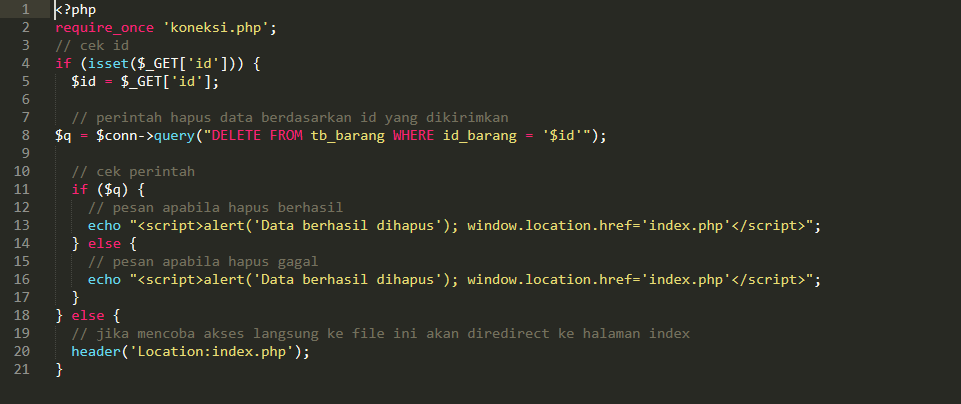 1 <?php
2 require_once 'koneksi.php';
3 // cek id
4 if (isset($_GET['id'])) {
5   $id = $_GET['id'];
6
7   // perintah hapus data berdasarkan id yang dikirimkan
8 $q = $conn->query("DELETE FROM tb_barang WHERE id_barang = '$id'");
9
10   // cek perintah
11   if ($q) {
12     // pesan apabila hapus berhasil
13     echo "<script>alert('Data berhasil dihapus'); window.location.href='index.php'</script>";
14   } else {
15     // pesan apabila hapus gagal
16     echo "<script>alert('Data berhasil dihapus'); window.location.href='index.php'</script>";
17   }
18 } else {
19   // jika mencoba akses langsung ke file ini akan diredirect ke halaman index
20   header('Location:index.php');
21 }